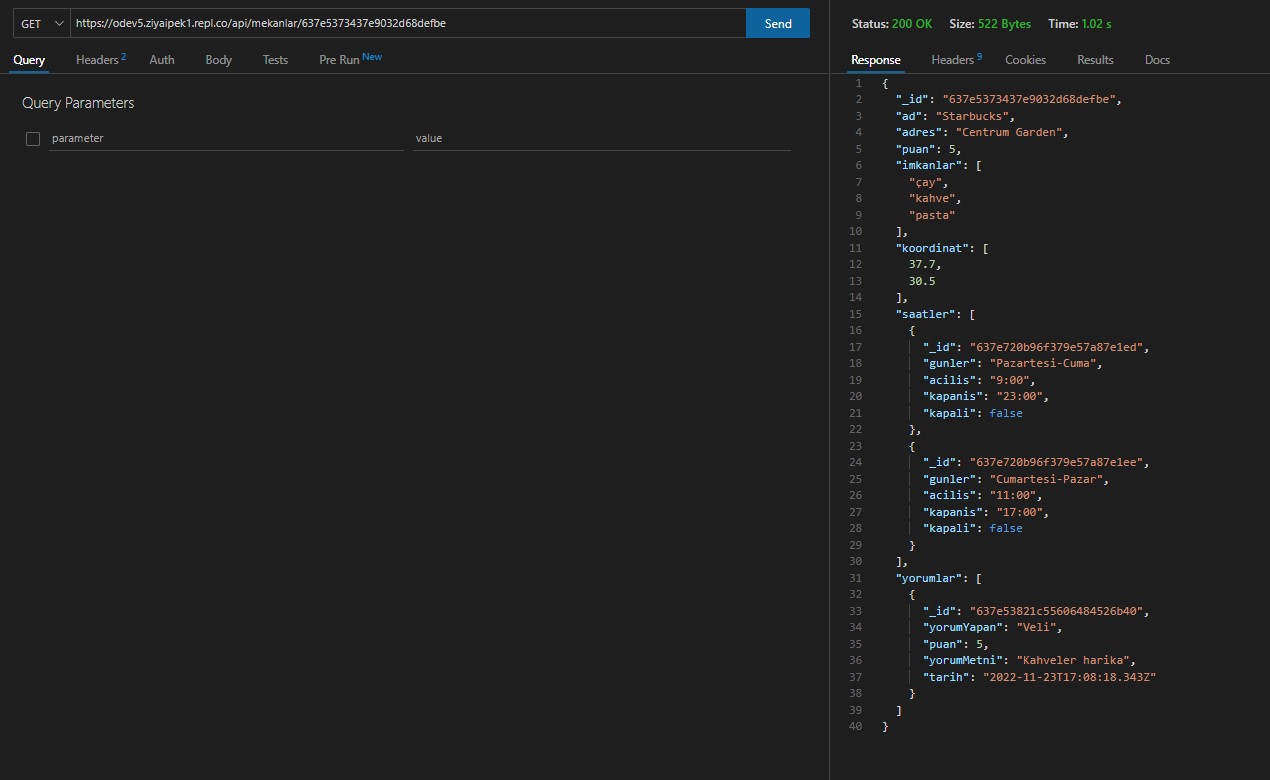 GET https://odev5.ziyaipek1.repl.co/api/mekanlar/637e5373437e9032d68defbe Send
Query Headers 2 Auth Body Tests Pre Run New
Query Parameters
parameter value
Status: 200 OK Size: 522 Bytes Time: 1.02 s
Response Headers 9 Cookies Results Docs
1 {
2 "_id": "637e5373437e9032d68defbe",
3 "ad": "Starbucks",
4 "adres": "Centrum Garden",
5 "puan": 5,
6 "imkanlar": [
7 "çay",
8 "kahve",
9 "pasta"
10 ],
11 "koordinat": [
12 37.7,
13 30.5
14 ],
15 "saatler": [
16 {
17 "_id": "637e720b96f379e57a87e1ed",
18 "gunler": "Pazartesi-Cuma",
19 "acilis": "9:00",
20 "kapanis": "23:00",
21 "kapali": false
22 },
23 {
24 "_id": "637e720b96f379e57a87e1ee",
25 "gunler": "Cumartesi-Pazar",
26 "acilis": "11:00",
27 "kapanis": "17:00",
28 "kapali": false
29 }
30 ],
31 "yorumlar": [
32 {
33 "_id": "637e53821c55606484526b40",
34 "yorumYapan": "Veli",
35 "puan": 5,
36 "yorumMetni": "Kahveler harika",
37 "tarih": "2022-11-23T17:08:18.343Z"
38 }
39 ]
40 }